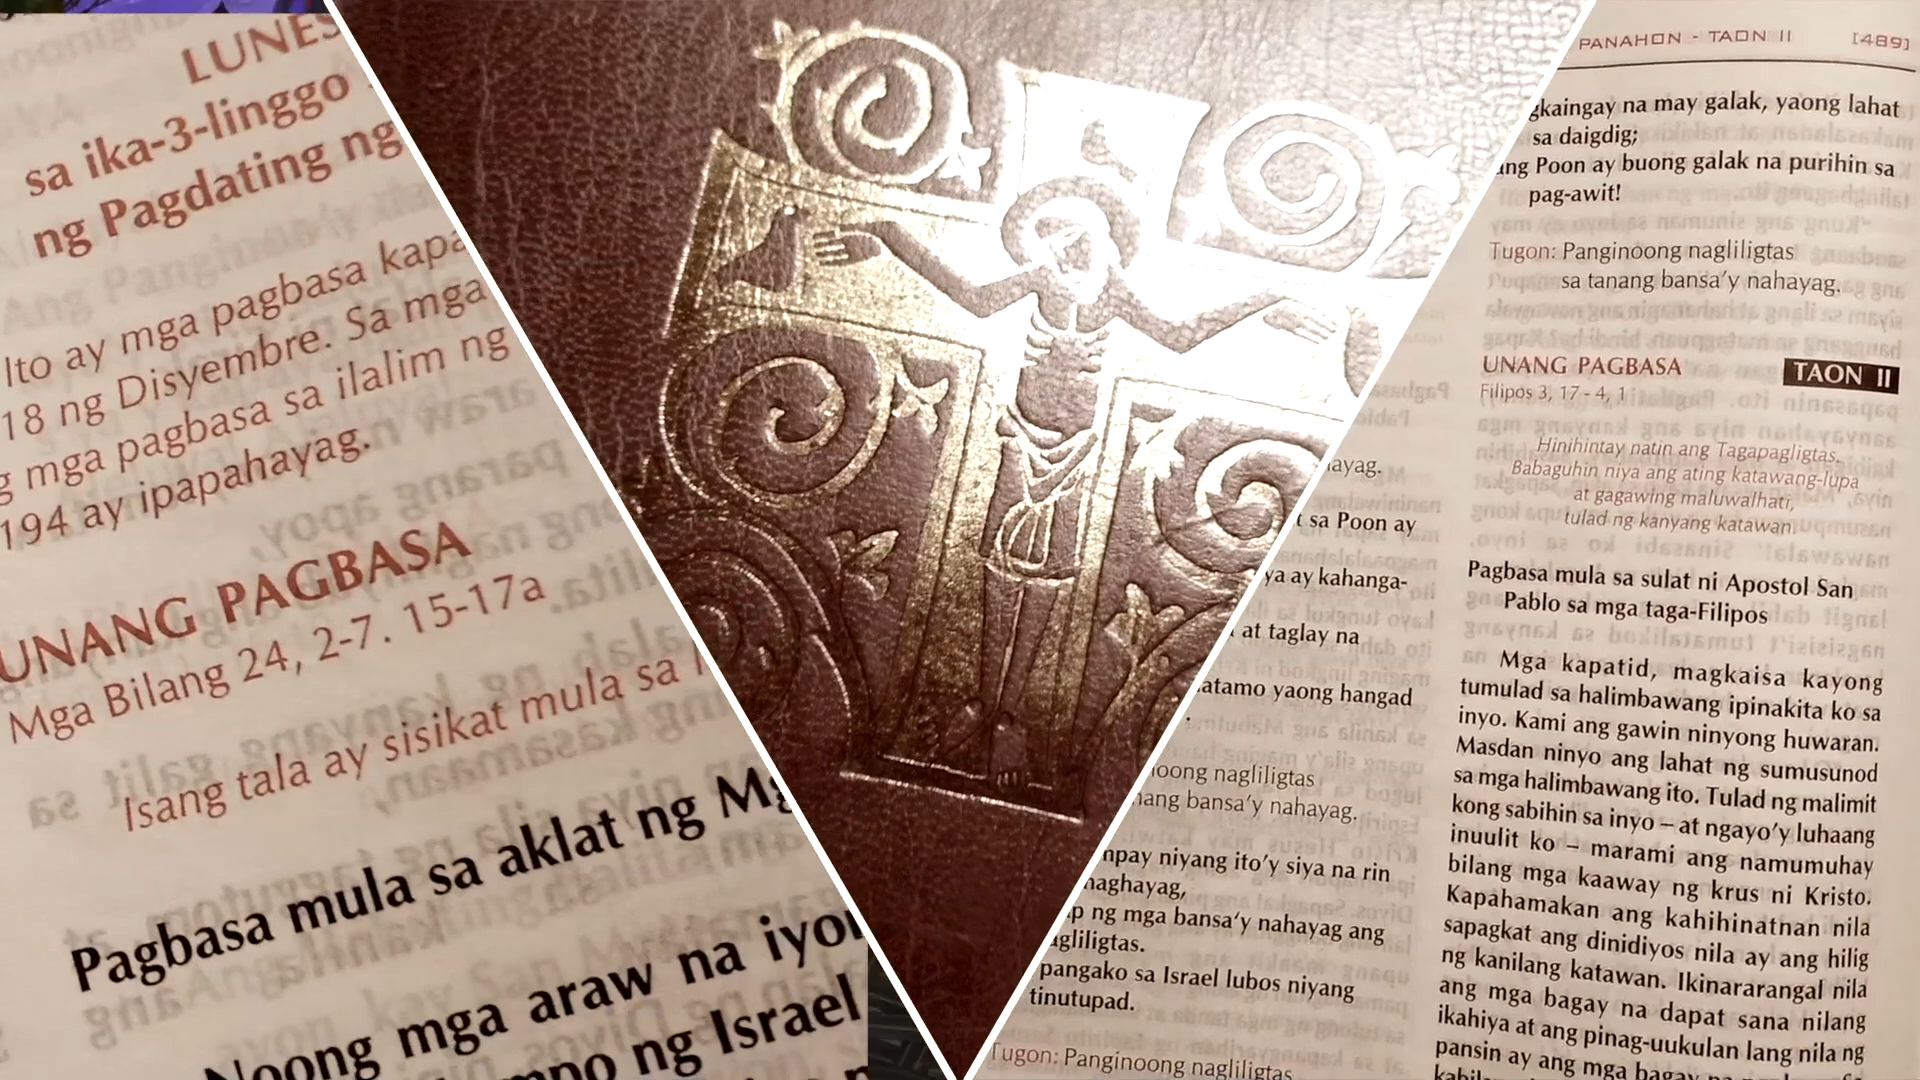 LUNES
sa ika-3-linggo
ng Pagdating ng
Ito ay mga pagbasa kapa
18 ng Disyembre. Sa mga
g mga pagbasa sa ilalim ng
194 ay ipapahayag.
UNANG PAGBASA
Mga Bilang 24, 2-7. 15-17a
Isang tala ay sisikat mula sa
Pagbasa mula sa aklat ng Mg
Noong mga araw na iyon
ng Israel
ayag.
sa Poon ay
ya ay kahanga-
at taglay na
atamo yaong hangad
oong nagliligtas
nang bansa'y nahayag.
npay niyang ito'y siya na rin
naghayag,
p ng mga bansa'y nahayag ang
agliligtas.
pangako sa Israel lubos niyang
tinutupad.
Tugon: Panginoong nagliligtas
PANAHON - TAON II [489]
gkaingay na may galak, yaong lahat
sa daigdig;
ang Poon ay buong galak na purihin sa
pag-awit!
Tugon: Panginoong nagliligtas
sa tanang bansa'y nahayag.
UNANG PAGBASA TAON II
Filipos 3, 17 - 4, 1
Hinihintay natin ang Tagapagligtas.
Babaguhin niya ang ating katawang-lupa
at gagawing maluwalhati,
tulad ng kanyang katawan.
Pagbasa mula sa sulat ni Apostol San
Pablo sa mga taga-Filipos
Mga kapatid, magkaisa kayong
tumulad sa halimbawang ipinakita ko sa
inyo. Kami ang gawin ninyong huwaran.
Masdan ninyo ang lahat ng sumusunod
sa mga halimbawang ito. Tulad ng malimit
kong sabihin sa inyo – at ngayo'y luhaang
inuulit ko – marami ang namumuhay
bilang mga kaaway ng krus ni Kristo.
Kapahamakan ang kahihinatnan nila
sapagkat ang dinidiyos nila ay ang hilig
ng kanilang katawan. Ikinararangal nila
ang mga bagay na dapat sana nilang
ikahiya at ang pinag-uukulan lang nila ng
pansin ay ang mga bagay na